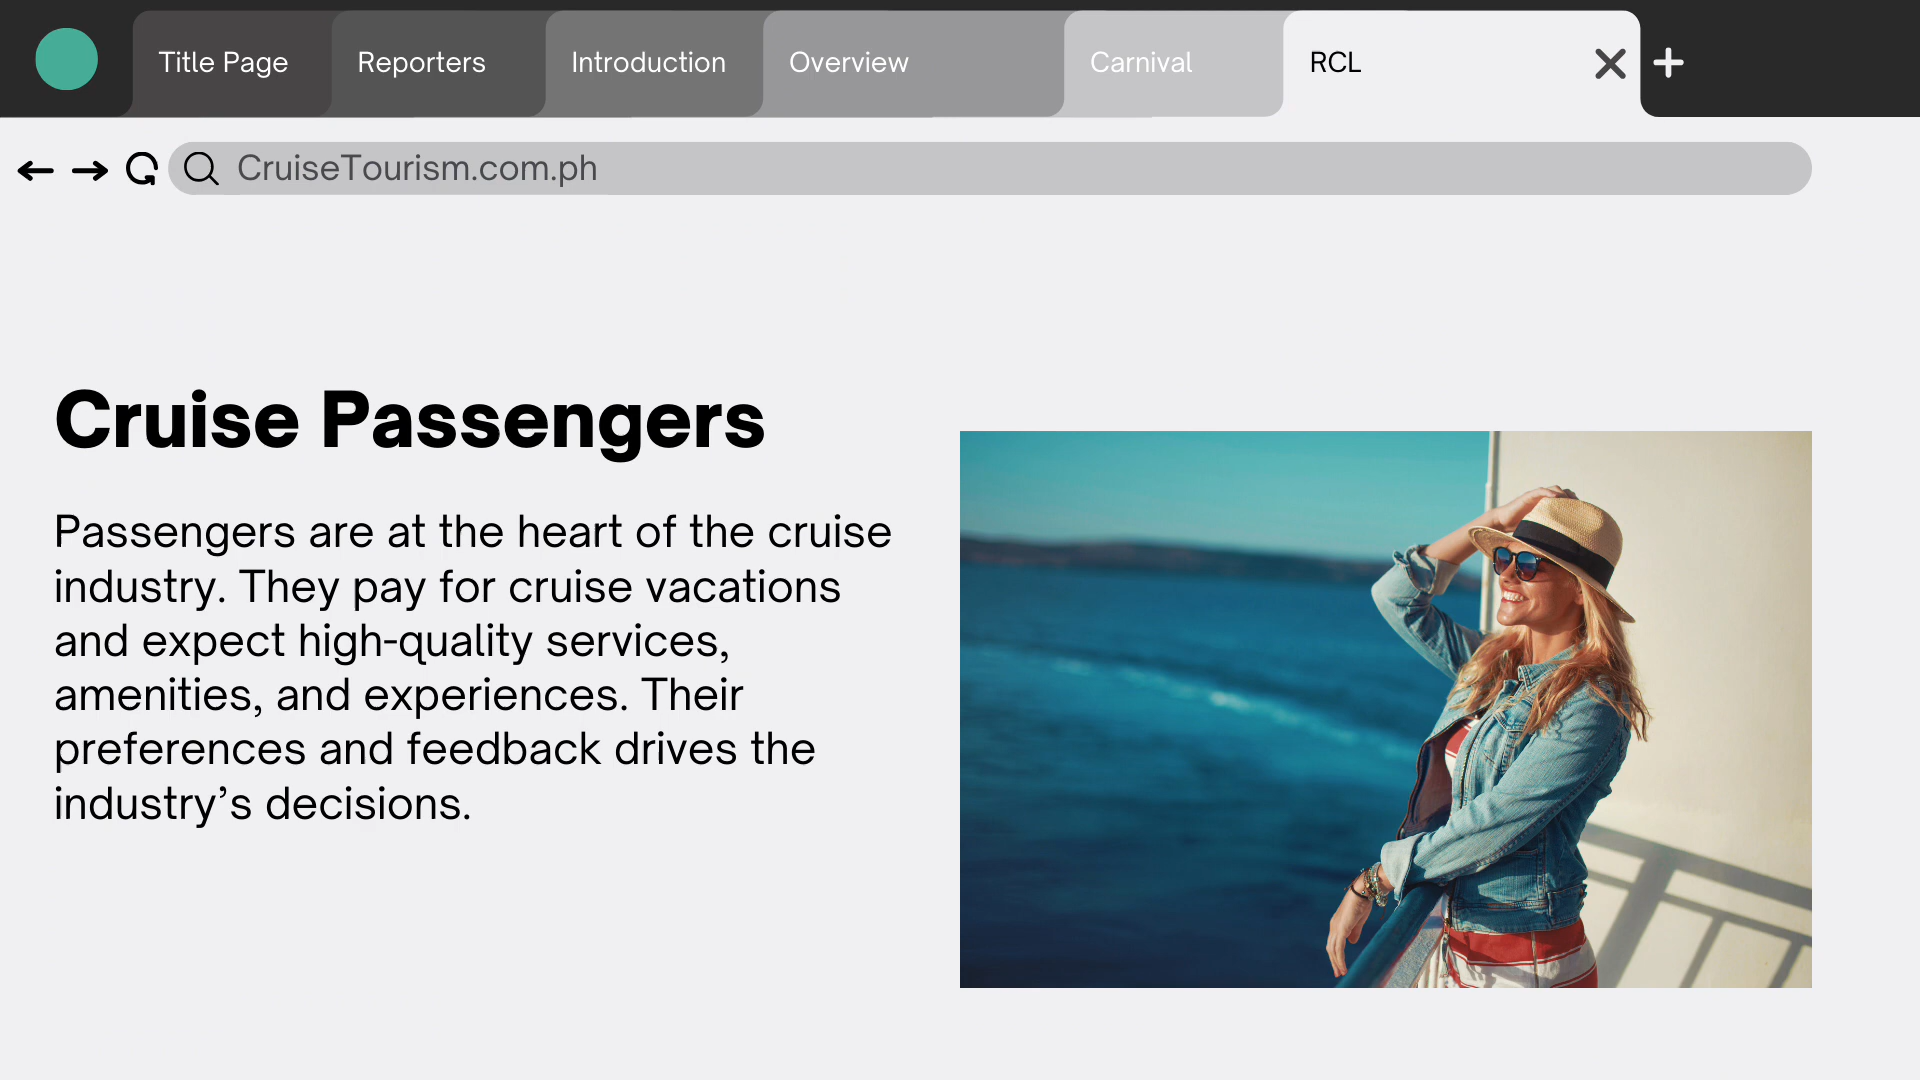 Title Page
Reporters
Introduction
Overview
Carnival
RCL
CruiseTourism.com.ph
Cruise Passengers
Passengers are at the heart of the cruise
industry. They pay for cruise vacations
and expect high-quality services,
amenities, and experiences. Their
preferences and feedback drives the
industry’s decisions.